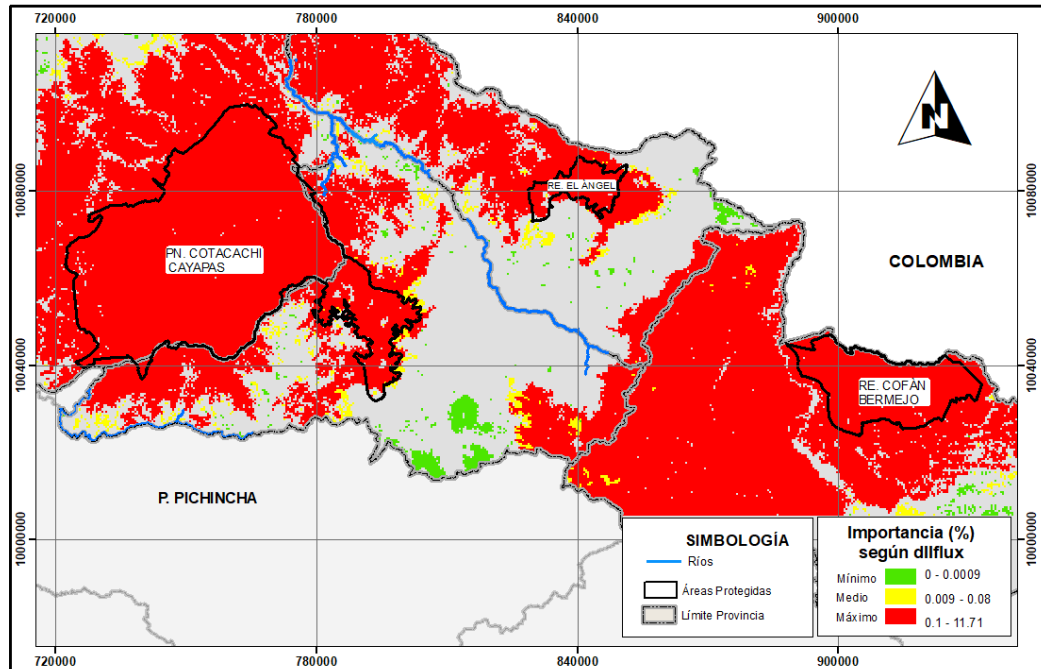 720000 780000 840000 900000
N
10080000 10080000
RE. EL ÁNGEL
PN. COTACACHI
CAYAPAS
COLOMBIA
10040000 10040000
RE. COFÁN
BERMEJO
P. PICHINCHA
10000000 10000000
SIMBOLOGÍA
Ríos
Áreas Protegidas
Límite Provincia
Importancia (%)
según dIIflux
Mínimo 0 - 0.0009
Medio 0.009 - 0.08
Máximo 0.1 - 11.71
720000 780000 840000 900000